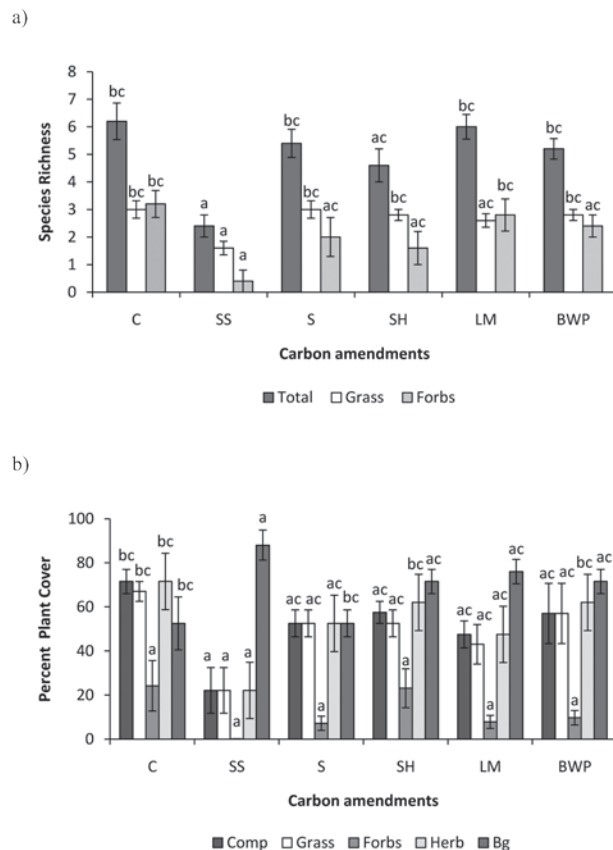 a)
8
7
6
5
4
3
2
1
0
Species Richness
bc bc bc
a a a
bc bc ac
ac bc ac
bc ac bc
bc bc ac
C SS S SH LM BWP
Carbon amendments
Total Grass Forbs
b)
100
80
60
40
20
0
Percent Plant Cover
bc bc a bc bc
a a a a a
ac ac a ac bc
ac bc a bc ac
ac ac a ac ac
ac ac a bc ac
C SS S SH LM BWP
Carbon amendments
Comp Grass Forbs Herb Bg